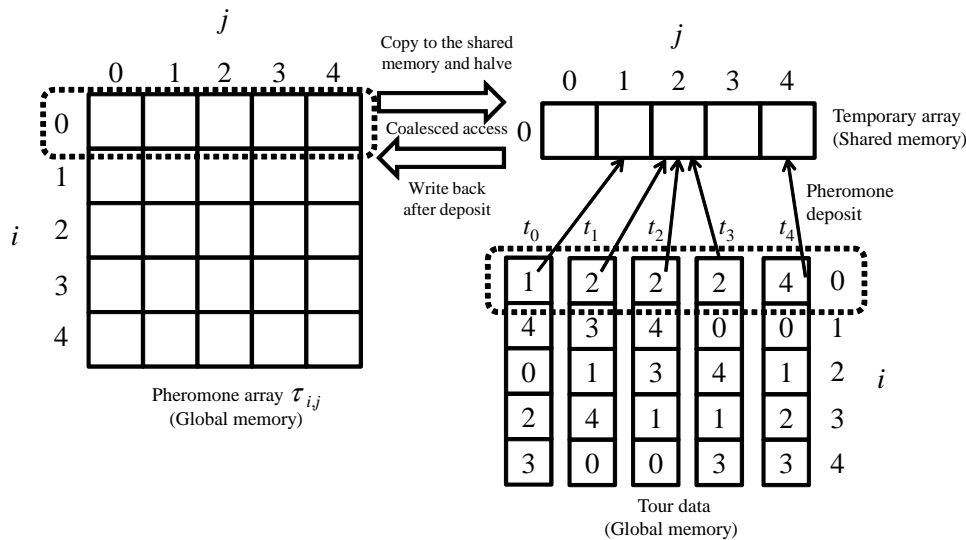 j
0 1 2 3 4
0
1
2
3
4
i
Pheromone array τ i,j
(Global memory)
Copy to the shared
memory and halve
Coalesced access
Write back
after deposit
j
0 1 2 3 4
0
Temporary array
(Shared memory)
Pheromone
deposit
t0 t1 t2 t3 t4
1 2 2 2 4 0
4 3 4 0 0 1
0 1 3 4 1 2
2 4 1 1 2 3
3 0 0 3 3 4
i
Tour data
(Global memory)